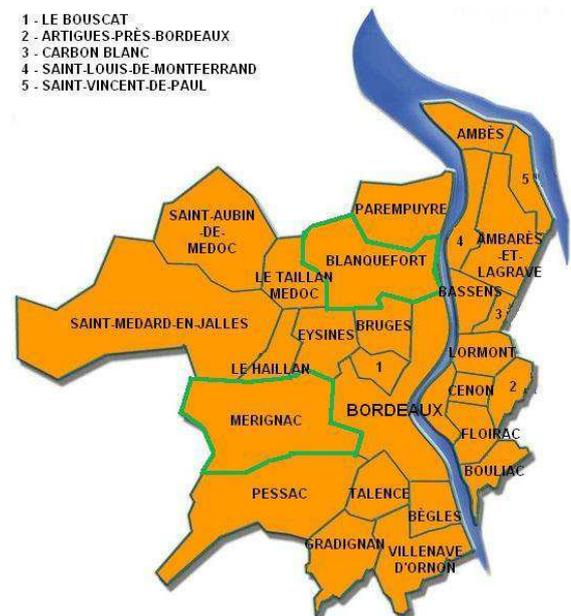 1 - LE BOUSCAT
2 - ARTIGUES-PRÈS-BORDEAUX
3 - CARBON BLANC
4 - SAINT-LOUIS-DE-MONTFERRAND
5 - SAINT-VINCENT-DE-PAUL
AMBÈS
5
SAINT-AUBIN
-DE-
MEDOC
PAREMPUYRE
4
AMBARÈS
-ET-
LAGRAVE
BLANQUEFORT
LE TAILLAN
MEDOC
BASSENS
3
SAINT-MEDARD-EN-JALLES
EYSINES
BRUGES
LORMONT
LE HAILLAN
1
CENON
2
BORDEAUX
MERIGNAC
FLOIRAC
BOULIAC
PESSAC
TALENCE
BÈGLES
GRADIGNAN
VILLENAVE
D'ORNON